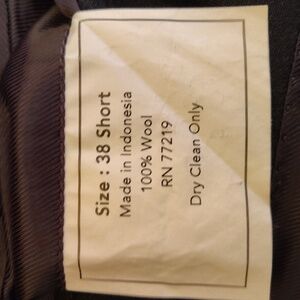 Size : 38 Short
Made in Indonesia
100% Wool
RN 77219
Dry Clean Only